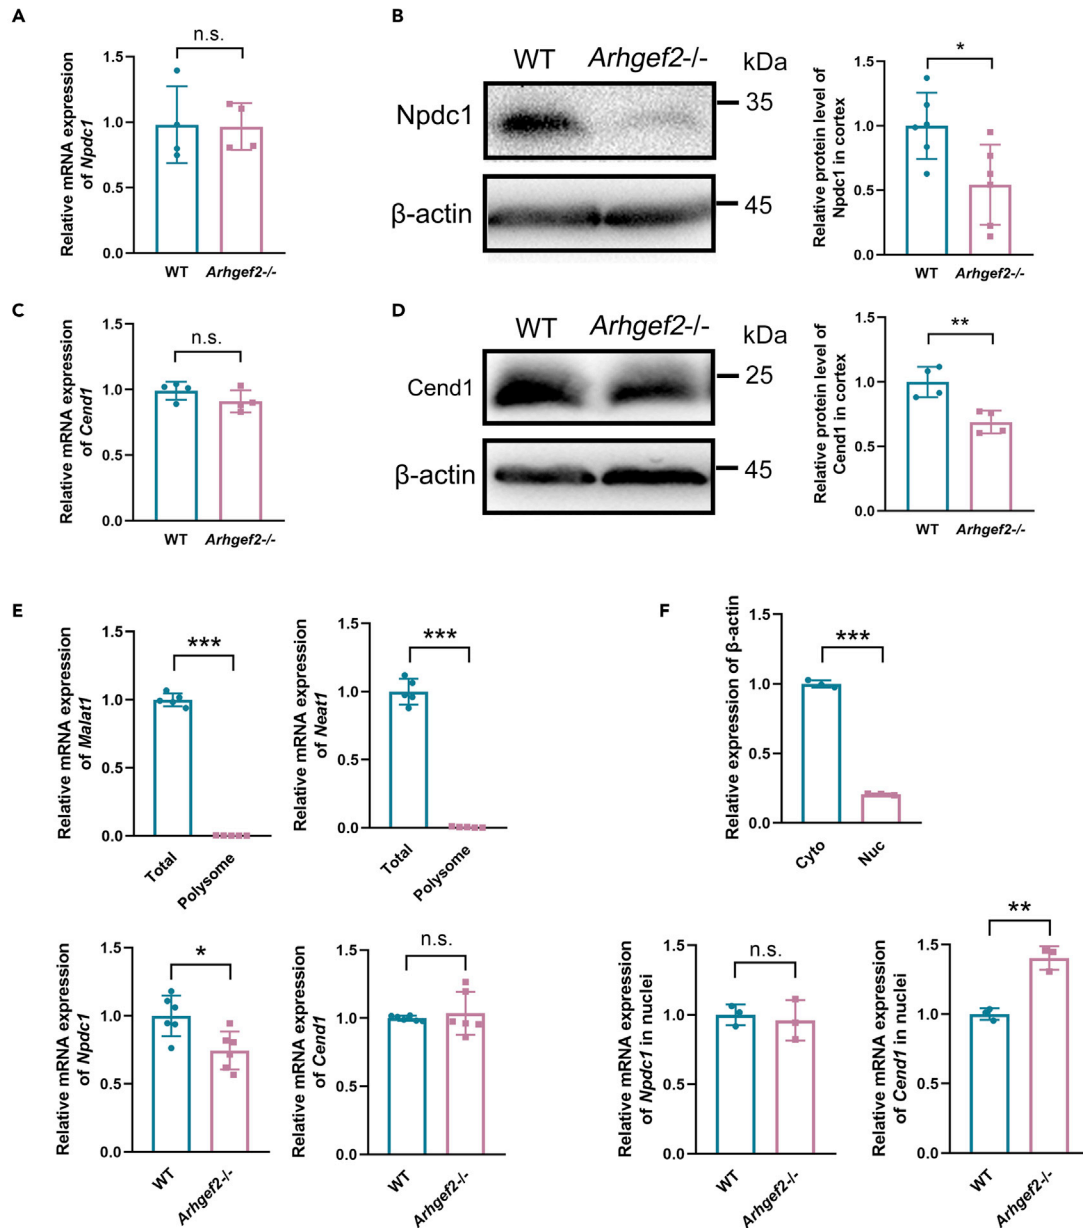 A
Relative mRNA expression
of Npdc1
n.s.
1.5
1.0
0.5
0.0
WT Arhgef2-/-
B
WT Arhgef2-/- kDa
Npdc1
35
β-actin
45
Relative protein level of
Npdc1 in cortex
*
1.5
1.0
0.5
0.0
WT Arhgef2-/-
C
Relative mRNA expression
of Cend1
n.s.
1.5
1.0
0.5
0.0
WT Arhgef2-/-
D
WT Arhgef2-/- kDa
Cend1
25
β-actin
45
Relative protein level of
Cend1 in cortex
**
1.5
1.0
0.5
0.0
WT Arhgef2-/-
E
Relative mRNA expression
of Malat1
***
1.5
1.0
0.5
0.0
Total Polysome
Relative mRNA expression
of Neat1
***
1.5
1.0
0.5
0.0
Total Polysome
F
Relative expression of β-actin
***
1.5
1.0
0.5
0.0
Cyto Nuc
Relative mRNA expression
of Npdc1
*
1.5
1.0
0.5
0.0
WT Arhgef2-/-
Relative mRNA expression
of Cend1
n.s.
1.5
1.0
0.5
0.0
WT Arhgef2-/-
Relative mRNA expression
of Npdc1 in nuclei
n.s.
1.5
1.0
0.5
0.0
WT Arhgef2-/-
Relative mRNA expression
of Cend1 in nuclei
**
1.5
1.0
0.5
0.0
WT Arhgef2-/-